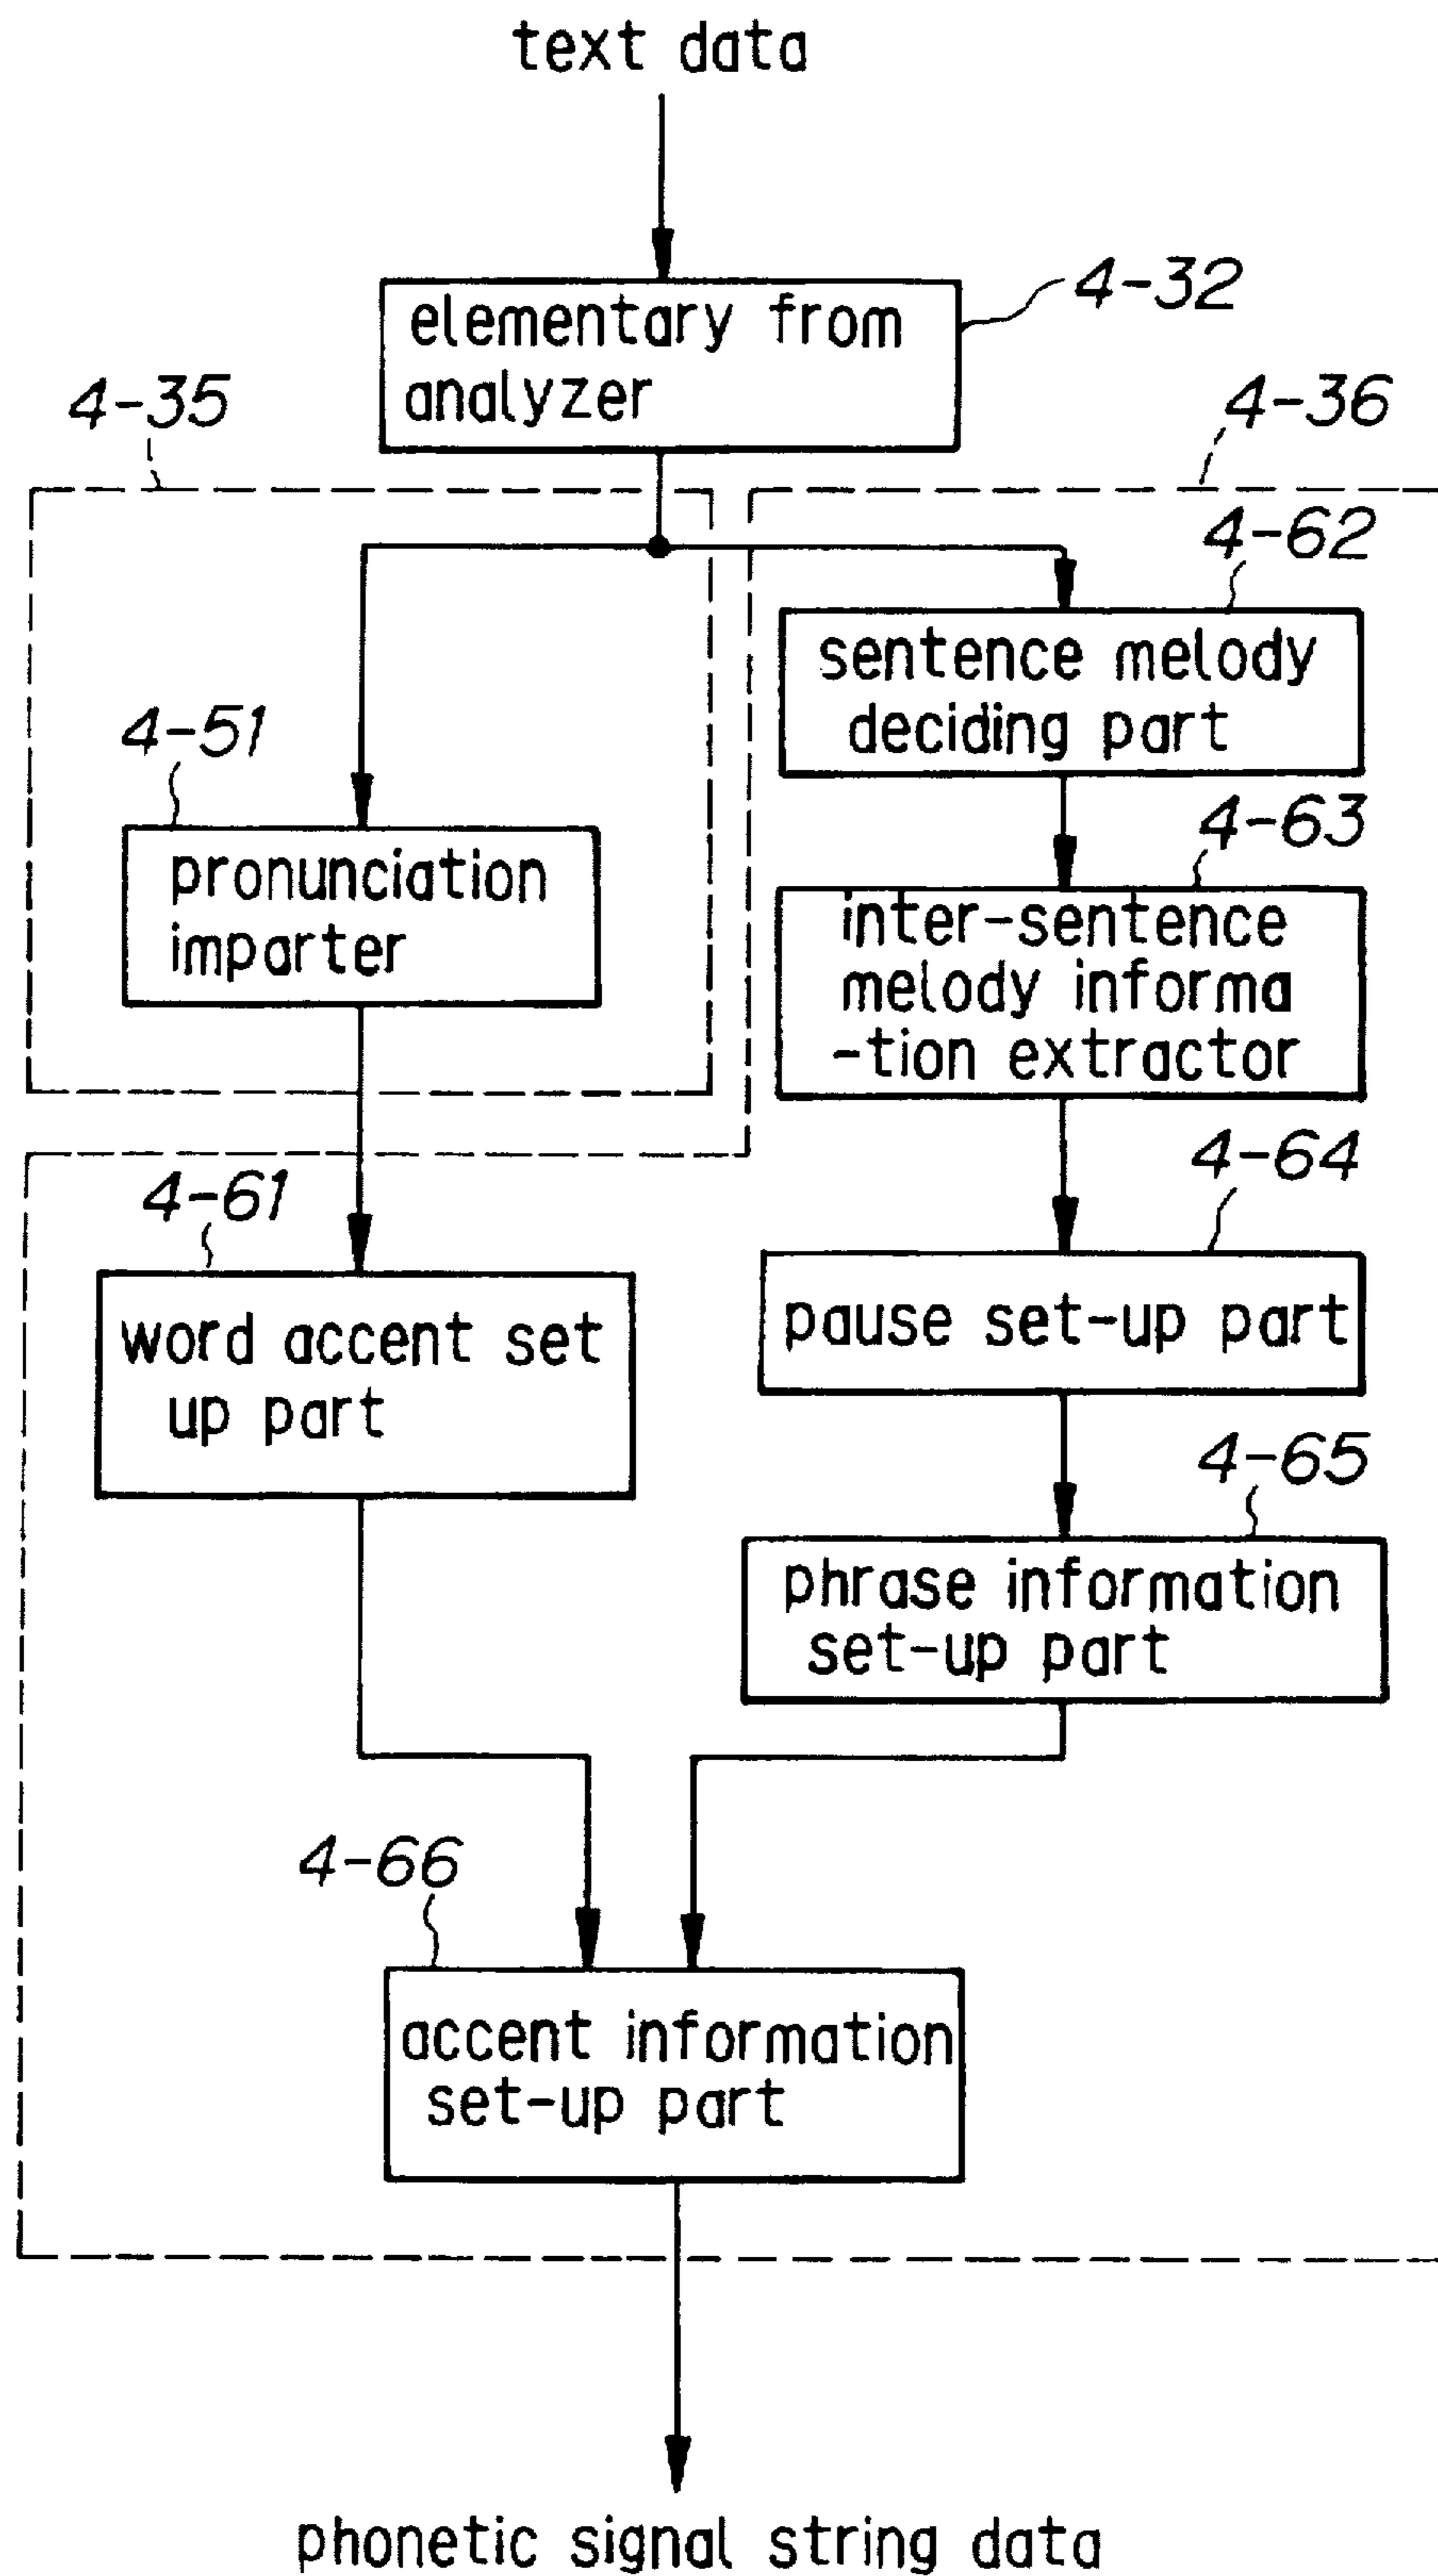 text data
4-32
elementary from
analyzer
4-35
4-36
4-62
sentence melody
deciding part
4-51
pronunciation
imparter
4-63
inter-sentence
melody informa
-tion extractor
4-64
4-61
pause set-up part
word accent set
up part
4-65
phrase information
set-up part
4-66
accent information
set-up part
phonetic signal string data